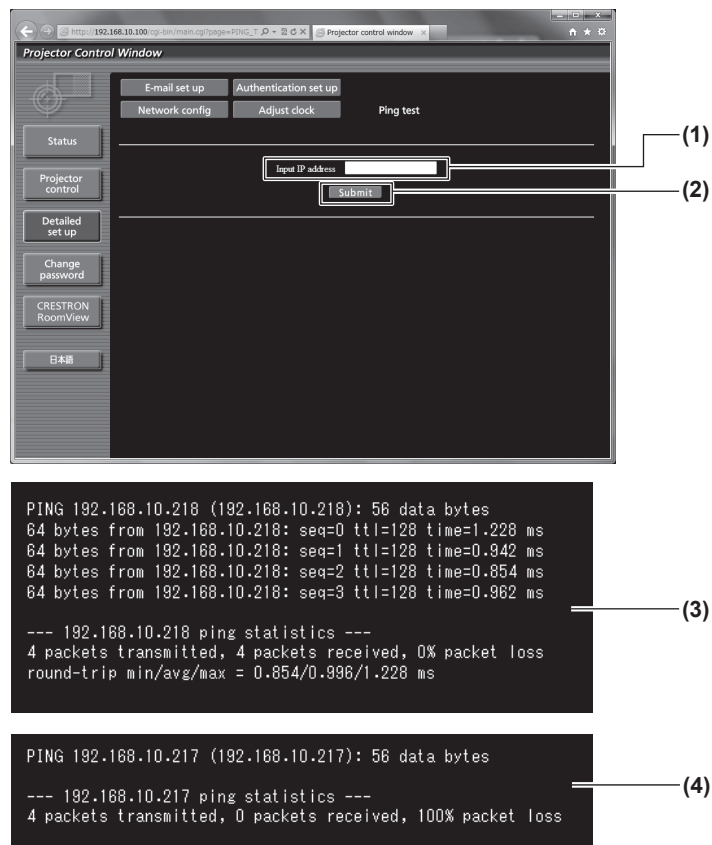 http://192.168.10.100/cgi-bin/main.cgi?page=PING_T
Projector control window
Projector Control Window
E-mail set up
Authentication set up
Network config
Adjust clock
Ping test
Status
Projector
control
Detailed
set up
Change
password
CRESTRON
RoomView
日本語
Input IP address
Submit
(1)
(2)
PING 192.168.10.218 (192.168.10.218): 56 data bytes
64 bytes from 192.168.10.218: seq=0 ttl=128 time=1.228 ms
64 bytes from 192.168.10.218: seq=1 ttl=128 time=0.942 ms
64 bytes from 192.168.10.218: seq=2 ttl=128 time=0.854 ms
64 bytes from 192.168.10.218: seq=3 ttl=128 time=0.962 ms
--- 192.168.10.218 ping statistics ---
4 packets transmitted, 4 packets received, 0% packet loss
round-trip min/avg/max = 0.854/0.996/1.228 ms
(3)
PING 192.168.10.217 (192.168.10.217): 56 data bytes
--- 192.168.10.217 ping statistics ---
4 packets transmitted, 0 packets received, 100% packet loss
(4)